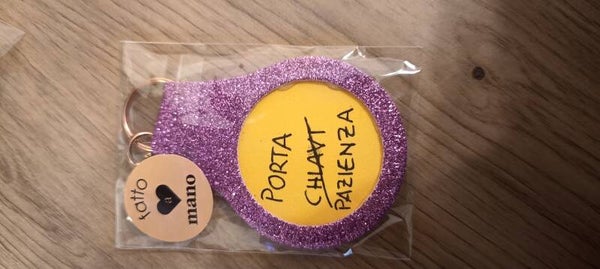 PORTA
CHIAVI
PAZIENZA
fatto
a
mano